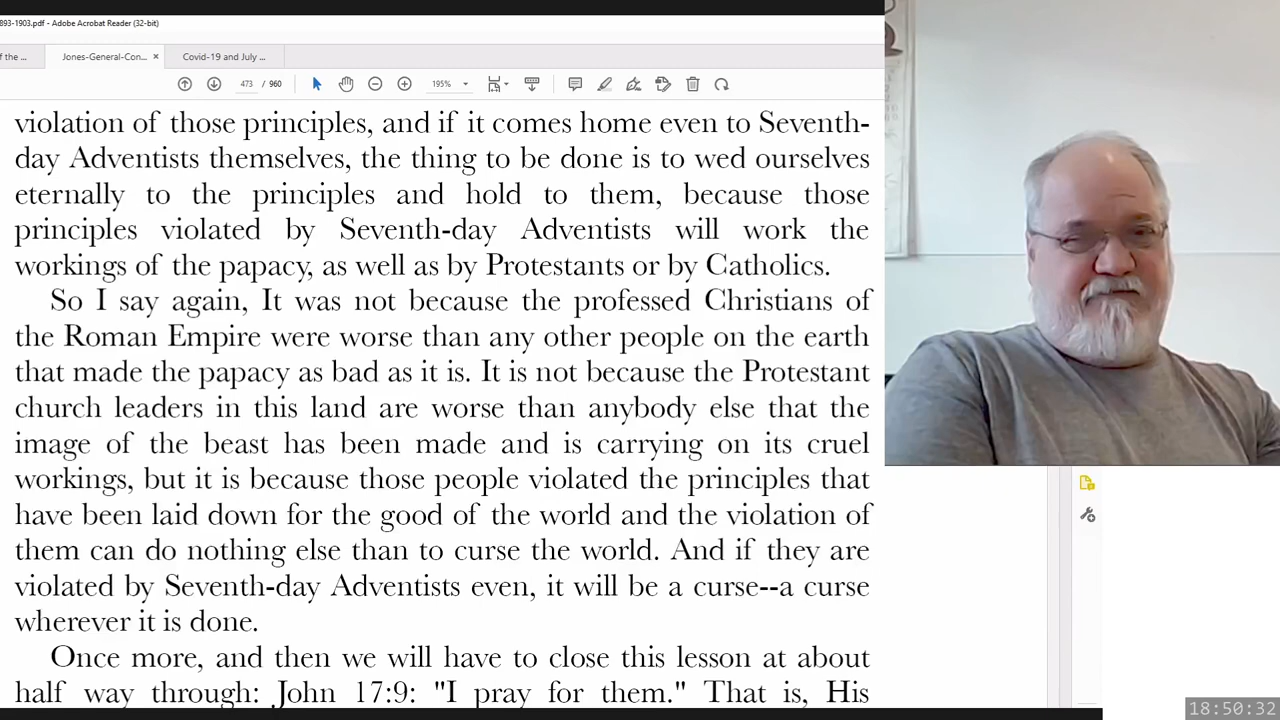 893-1903.pdf - Adobe Acrobat Reader (32-bit)
f the ... Jones-General-Con... × Covid-19 and July ...
473 / 960 195%
violation of those principles, and if it comes home even to Seventh-
day Adventists themselves, the thing to be done is to wed ourselves
eternally to the principles and hold to them, because those
principles violated by Seventh-day Adventists will work the
workings of the papacy, as well as by Protestants or by Catholics.
So I say again, It was not because the professed Christians of
the Roman Empire were worse than any other people on the earth
that made the papacy as bad as it is. It is not because the Protestant
church leaders in this land are worse than anybody else that the
image of the beast has been made and is carrying on its cruel
workings, but it is because those people violated the principles that
have been laid down for the good of the world and the violation of
them can do nothing else than to curse the world. And if they are
violated by Seventh-day Adventists even, it will be a curse--a curse
wherever it is done.
Once more, and then we will have to close this lesson at about
half way through: John 17:9: "I pray for them." That is, His
18:50:32